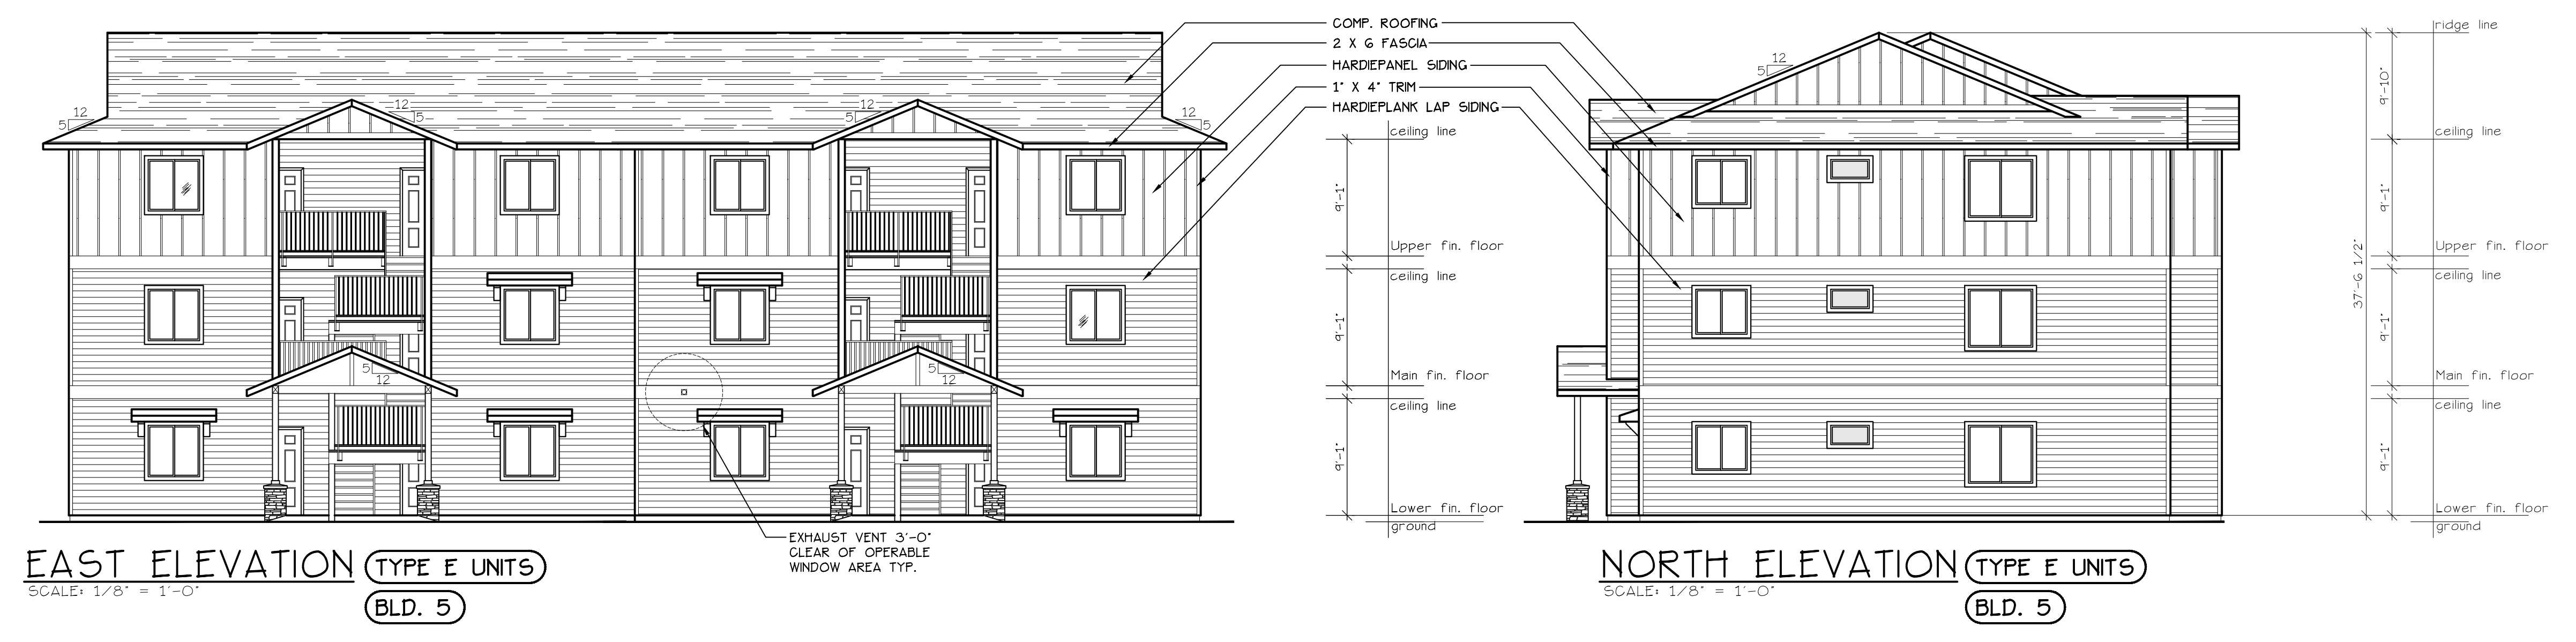 COMP. ROOFING
2 X 6 FASCIA
HARDIEPANEL SIDING
1" X 4" TRIM
HARDIEPLANK LAP SIDING
12
5
12
5
12
5
12
5
5
12
5
12
EXHAUST VENT 3'-0"
CLEAR OF OPERABLE
WINDOW AREA TYP.
ceiling line
9'-1"
Upper fin. floor
ceiling line
9'-1"
Main fin. floor
ceiling line
9'-1"
Lower fin. floor
ground
12
5
ridge line
9'-10"
ceiling line
9'-1"
Upper fin. floor
ceiling line
37'-6 1/2"
9'-1"
Main fin. floor
ceiling line
9'-1"
Lower fin. floor
ground
EAST ELEVATION TYPE E UNITS
SCALE: 1/8" = 1'-0"
BLD. 5
NORTH ELEVATION TYPE E UNITS
SCALE: 1/8" = 1'-0"
BLD. 5